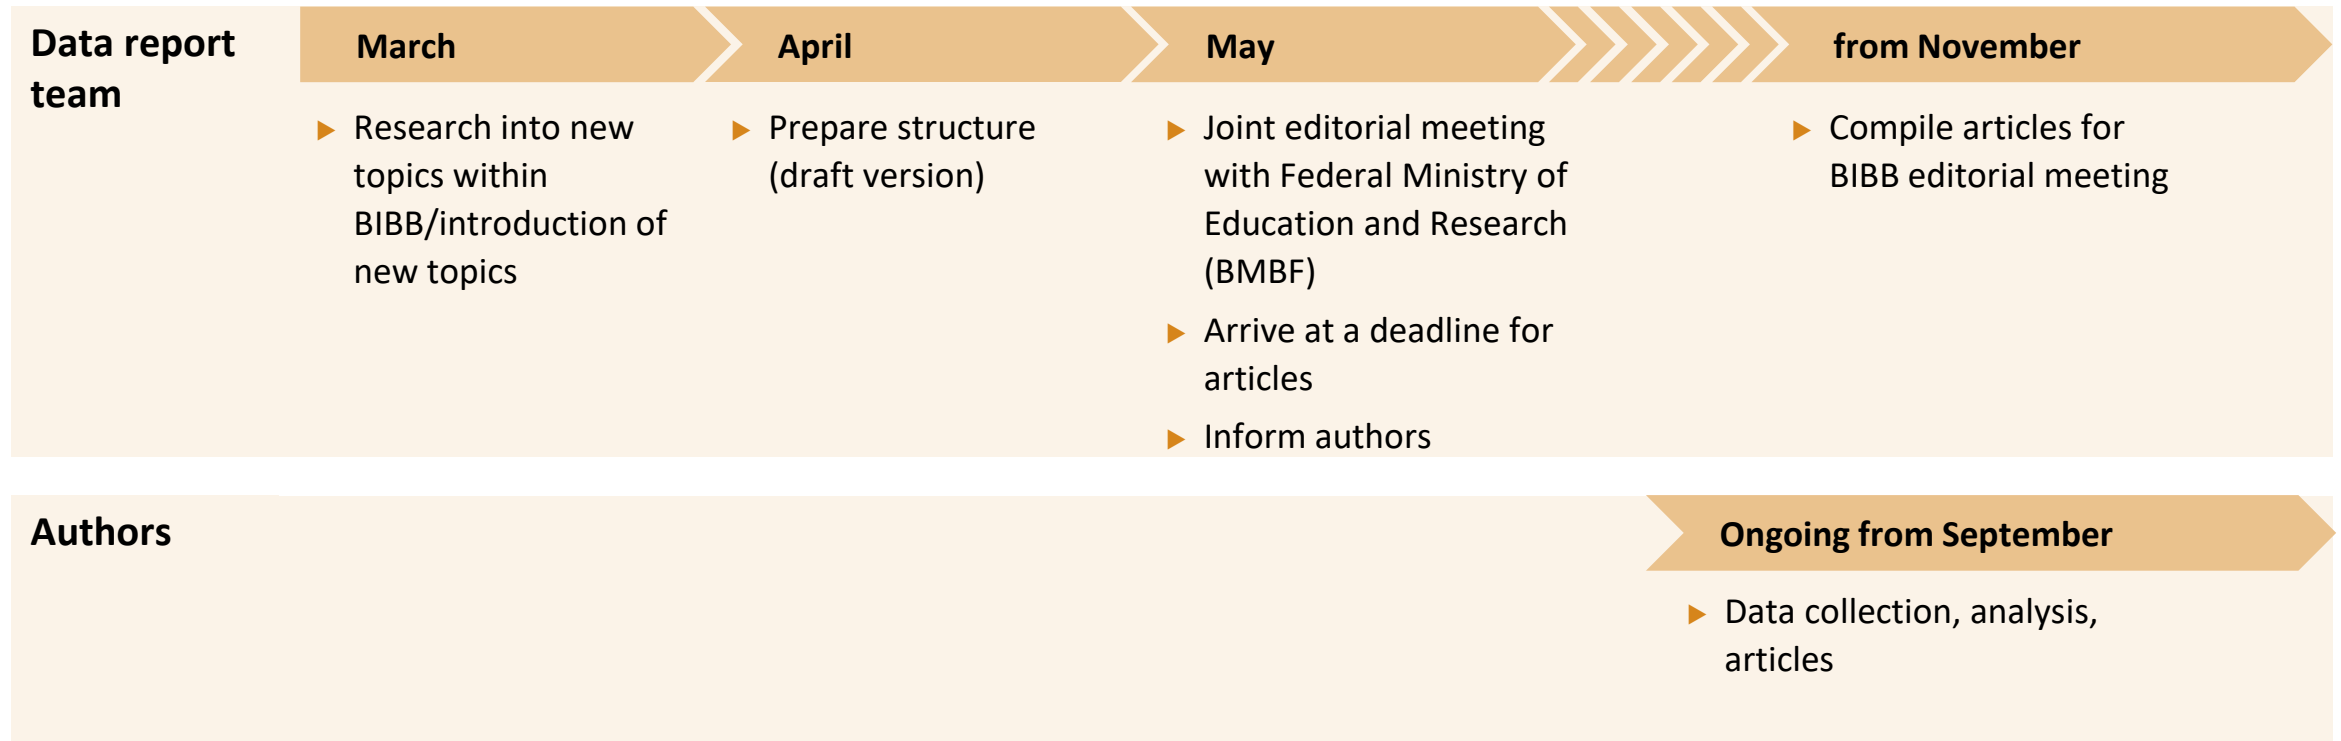 Data report
team
March
April
May
from November
Research into new
topics within
BIBB/introduction of
new topics
Prepare structure
(draft version)
Joint editorial meeting
with Federal Ministry of
Education and Research
(BMBF)
Arrive at a deadline for
articles
Inform authors
Compile articles for
BIBB editorial meeting
Authors
Ongoing from September
Data collection, analysis,
articles